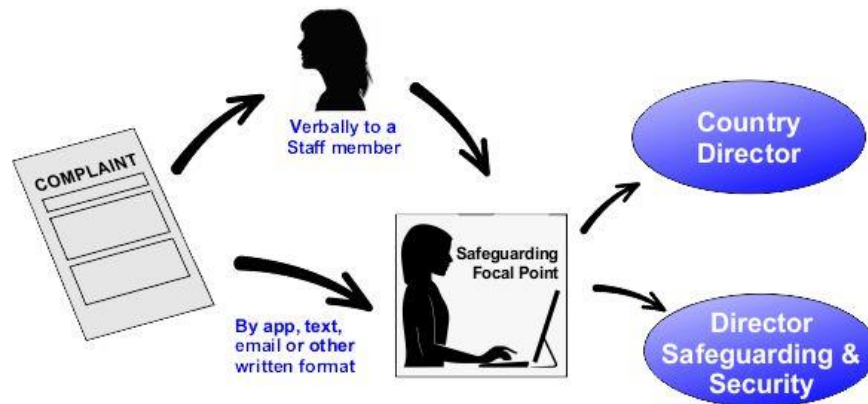 COMPLAINT
Verbally to a
Staff member
By app, text,
email or other
written format
Safeguarding
Focal Point
Country
Director
Director
Safeguarding &
Security